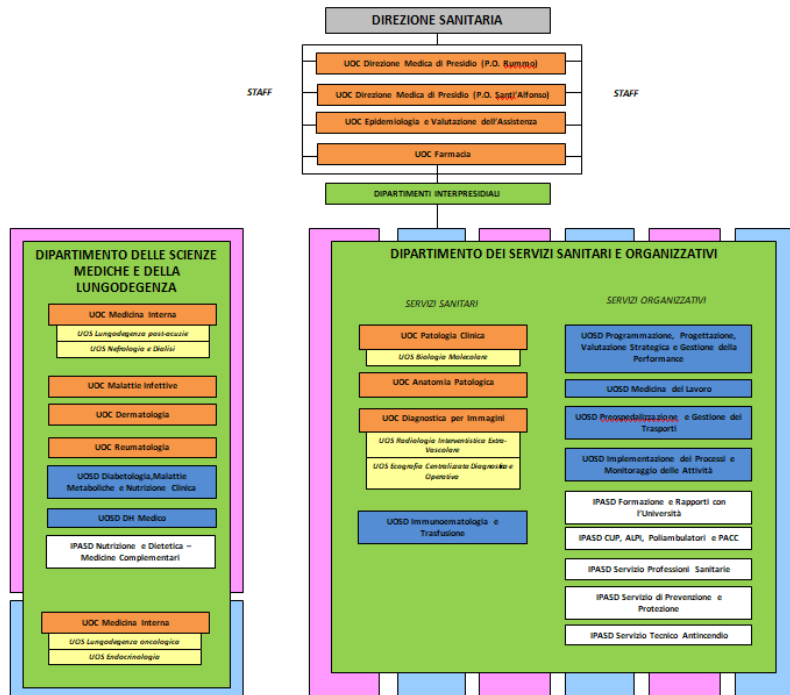 DIREZIONE SANITARIA
STAFF
STAFF
UOC Direzione Medica di Presidio (P.O. Rummo)
UOC Direzione Medica di Presidio (P.O. Santi'Alfonso)
UOC Epidemiologia e Valutazione dell'Assistenza
UOC Farmacia
DIPARTIMENTI INTERPRESIDIALI
DIPARTIMENTO DELLE SCIENZE
MEDICHE E DELLA
LUNGODEGENZA
UOC Medicina Interna
UOS Lungodegenza post-acuzie
UOS Nefrologia e Dialisi
UOC Malattie Infettive
UOC Dermatologia
UOC Reumatologia
UOSD Diabetologia,Malattie
Metaboliche e Nutrizione Clinica
UOSD DH Medico
IPASD Nutrizione e Dietetica –
Medicine Complementari
UOC Medicina Interna
UOS Lungodegenza oncologica
UOS Endocrinologia
DIPARTIMENTO DEI SERVIZI SANITARI E ORGANIZZATIVI
SERVIZI SANITARI
UOC Patologia Clinica
UOS Biologia Molecolare
UOC Anatomia Patologica
UOC Diagnostica per Immagini
UOS Radiologia Interventistica Extra-
Vascolare
UOS Ecografia Centralizzata Diagnostica e
Operativa
UOSD Immunoematologia e
Trasfusione
SERVIZI ORGANIZZATIVI
UOSD Programmazione, Progettazione,
Valutazione Strategica e Gestione della
Performance
UOSD Medicina del Lavoro
UOSD Preospedalizzazione e Gestione dei
Trasporti
UOSD Implementazione dei Processi e
Monitoraggio delle Attività
IPASD Formazione e Rapporti con
l'Università
IPASD CUP, ALPI, Poliambulatori e PACC
IPASD Servizio Professioni Sanitarie
IPASD Servizio di Prevenzione e
Protezione
IPASD Servizio Tecnico Antincendio